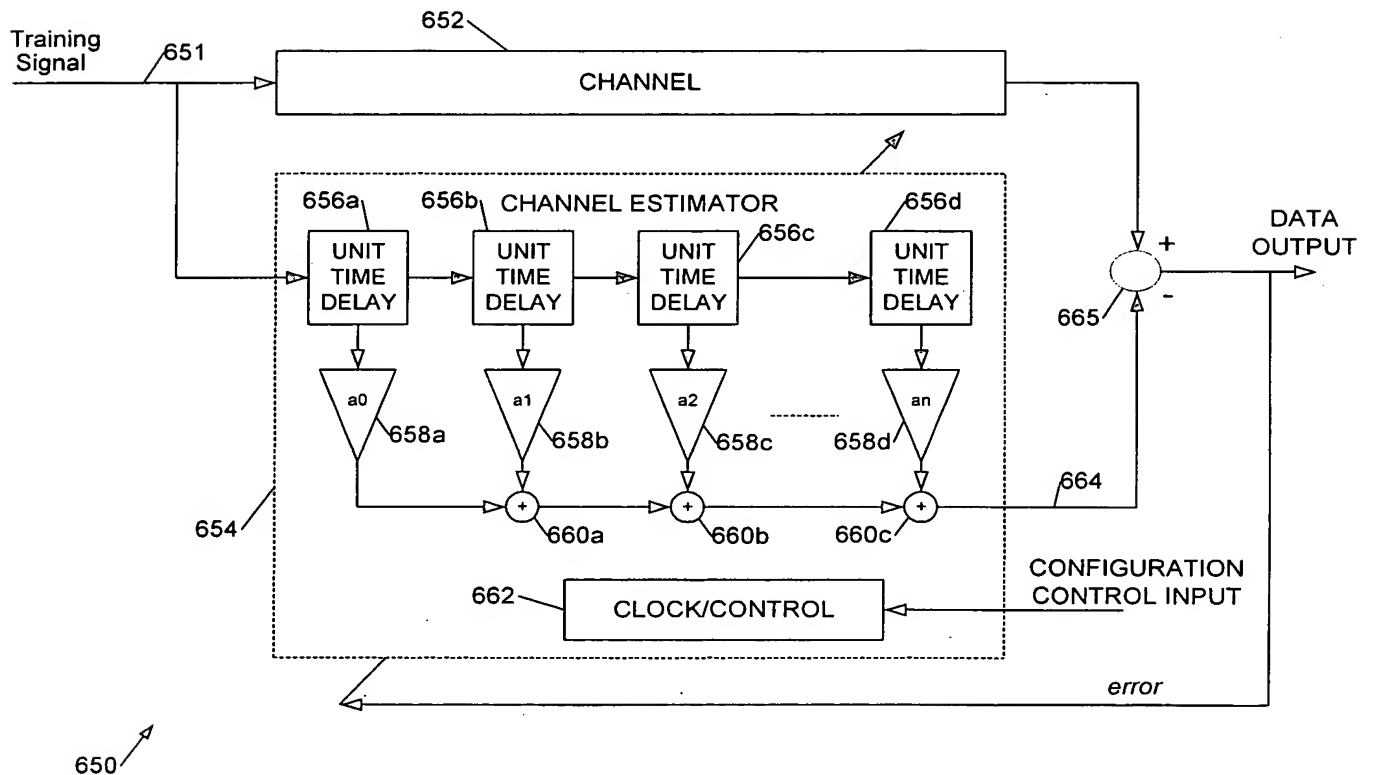 652
Training
Signal
651
CHANNEL
656a
656b
CHANNEL ESTIMATOR
656d
656c
UNIT
TIME
DELAY
UNIT
TIME
DELAY
UNIT
TIME
DELAY
UNIT
TIME
DELAY
DATA
OUTPUT
+
-
665
a0
a1
a2
an
658a
658b
658c
658d
654
+
+
+
660a
660b
660c
664
662
CLOCK/CONTROL
CONFIGURATION
CONTROL INPUT
error
650